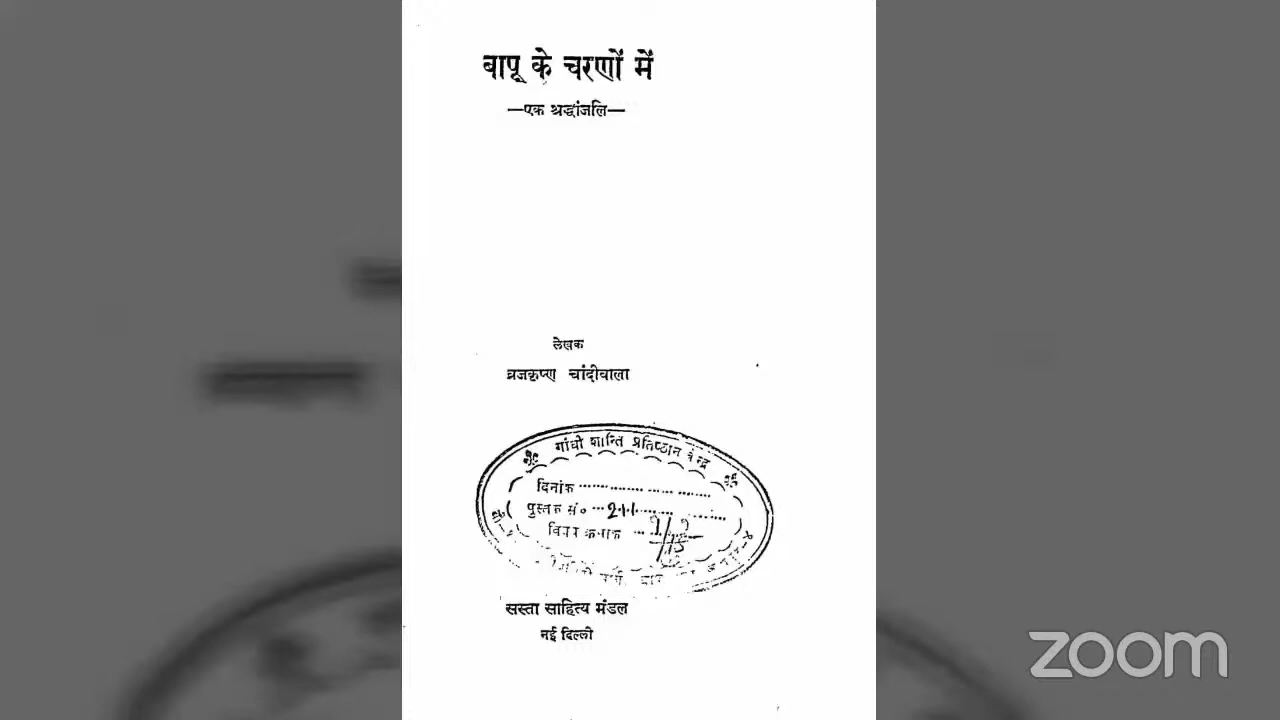 बापू के चरणों में
—एक श्रद्धांजलि—
लेखक
व्रजकृष्ण चांदीवाला
गांधी शान्ति प्रतिष्ठान केन्द्र
दिनांक
पुस्तक सं० 211
सस्ता साहित्य मंडल
नई दिल्ली
zoom